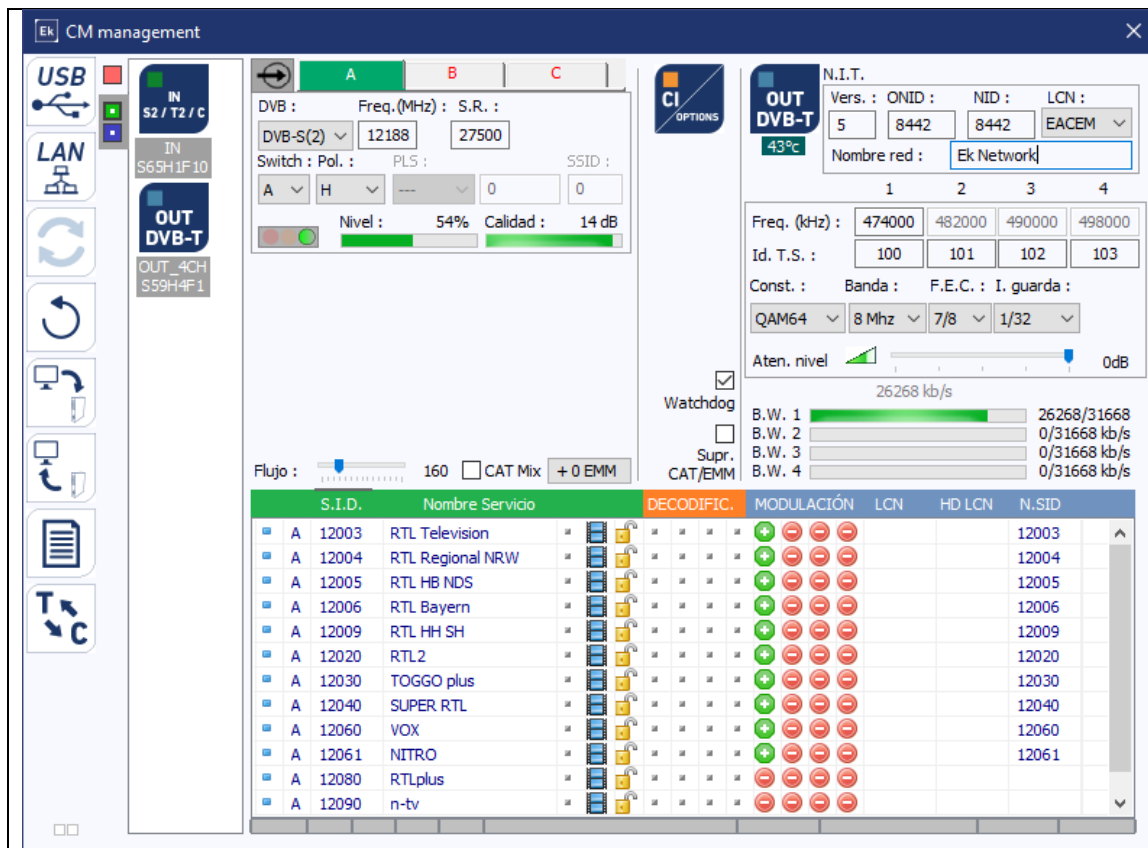 Ek CM management
USB
LAN
T C
IN
S2 / T2 / C
IN
S65H1F10
OUT
DVB-T
OUT_4CH
S59H4F1
A B C
DVB : Freq.(MHz) : S.R. :
DVB-S(2) 12188 27500
Switch : Pol. : PLS : SSID :
A H --- 0 0
Nivel : 54% Calidad : 14 dB
Flujo : 160 CAT Mix + 0 EMM
CI
OPTIONS
Watchdog
Supr.
CAT/EMM
OUT
DVB-T
43ºc
N.I.T.
Vers. : ONID : NID : LCN :
5 8442 8442 EACEM
Nombre red : Ek Network
1 2 3 4
Freq. (kHz) : 474000 482000 490000 498000
Id. T.S. : 100 101 102 103
Const. : Banda : F.E.C. : I. guarda :
QAM64 8 Mhz 7/8 1/32
Aten. nivel 0dB
26268 kb/s
B.W. 1 26268/31668
B.W. 2 0/31668 kb/s
B.W. 3 0/31668 kb/s
B.W. 4 0/31668 kb/s
S.I.D. Nombre Servicio DECODIFIC. MODULACIÓN LCN HD LCN N.SID
A 12003 RTL Television 12003
A 12004 RTL Regional NRW 12004
A 12005 RTL HB NDS 12005
A 12006 RTL Bayern 12006
A 12009 RTL HH SH 12009
A 12020 RTL2 12020
A 12030 TOGGO plus 12030
A 12040 SUPER RTL 12040
A 12060 VOX 12060
A 12061 NITRO 12061
A 12080 RTLplus
A 12090 n-tv